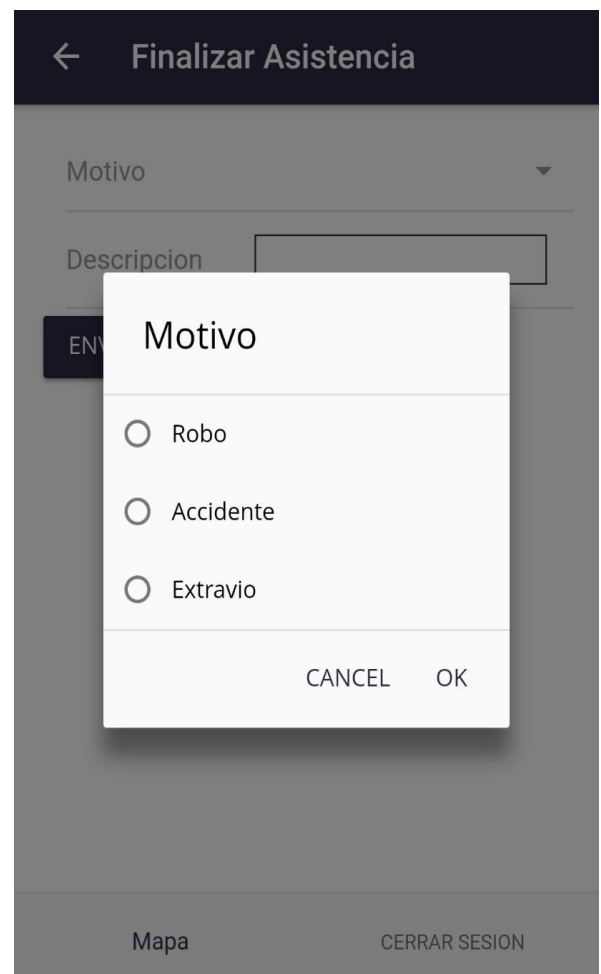 Finalizar Asistencia
Motivo
Descripcion
Motivo
Robo
Accidente
Extravio
CANCEL OK
Mapa CERRAR SESION